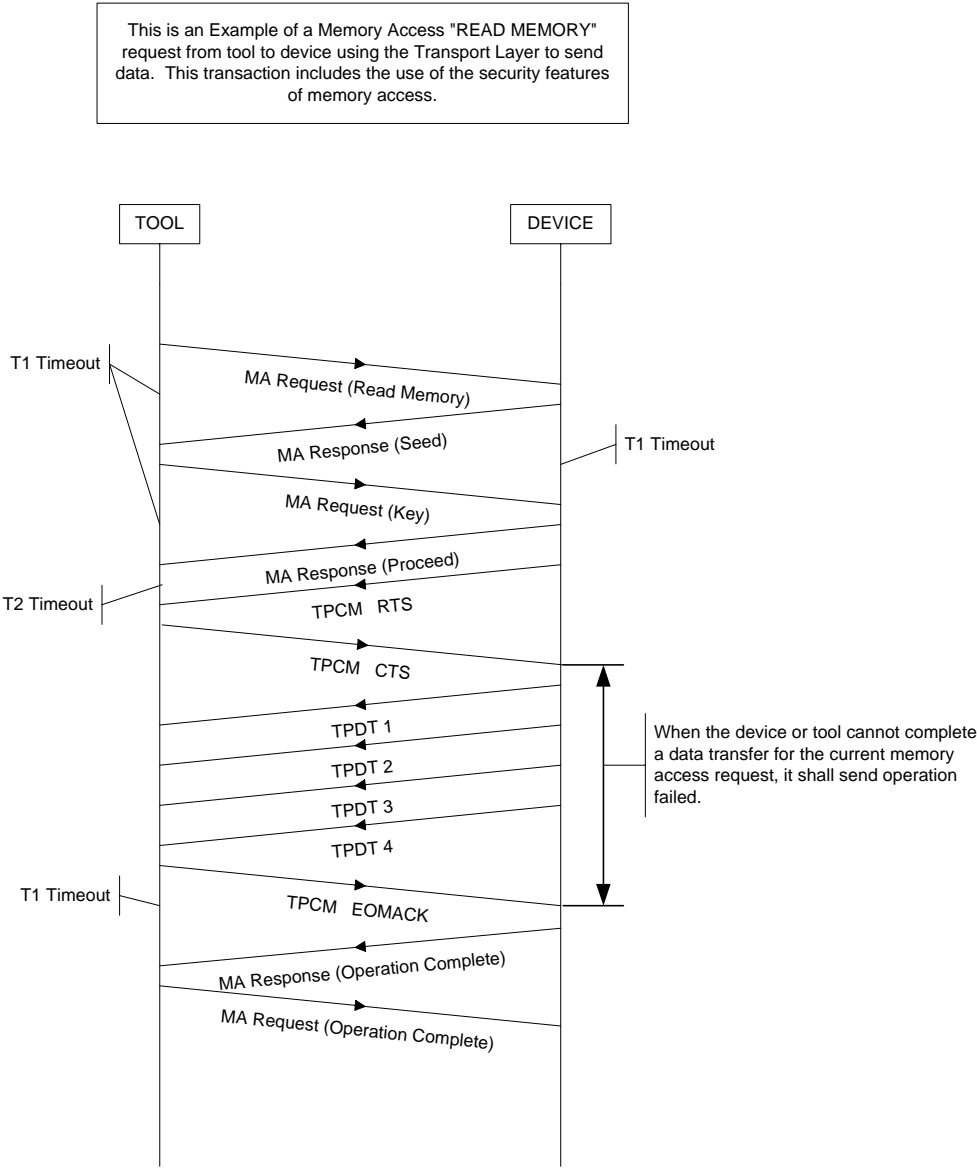 This is an Example of a Memory Access "READ MEMORY"
request from tool to device using the Transport Layer to send
data.  This transaction includes the use of the security features
of memory access.
TOOL
DEVICE
T1 Timeout
MA Request (Read Memory)
MA Response (Seed)
T1 Timeout
MA Request (Key)
MA Response (Proceed)
T2 Timeout
TPCM   RTS
TPCM   CTS
TPDT 1
When the device or tool cannot complete
a data transfer for the current memory
access request, it shall send operation
failed.
TPDT 2
TPDT 3
TPDT 4
T1 Timeout
TPCM   EOMACK
MA Response (Operation Complete)
MA Request (Operation Complete)